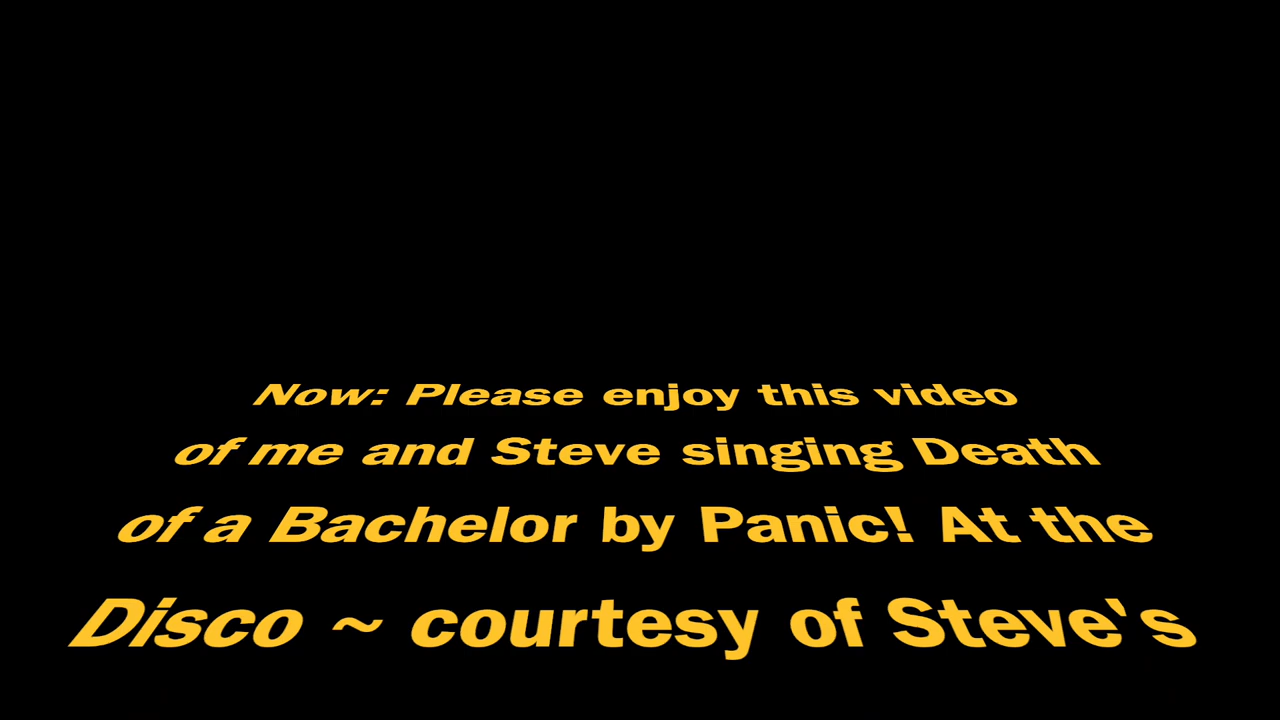 Now: Please enjoy this video
of me and Steve singing Death
of a Bachelor by Panic! At the
Disco ~ courtesy of Steve's